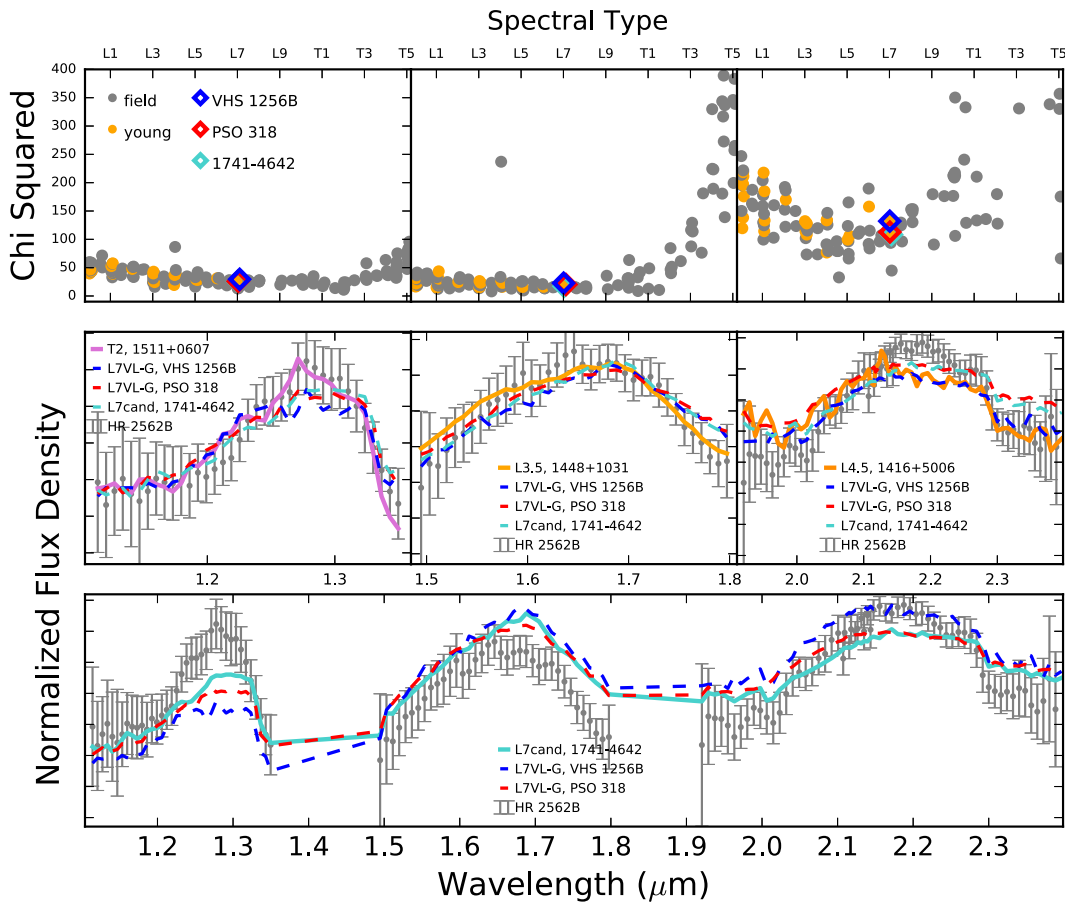 Spectral Type
L1 L3 L5 L7 L9 T1 T3 T5 L1 L3 L5 L7 L9 T1 T3 T5 L1 L3 L5 L7 L9 T1 T3 T5
Chi Squared
400
350
300
250
200
150
100
50
0
field
young
VHS 1256B
PSO 318
1741-4642
Normalized Flux Density
T2, 1511+0607
L7VL-G, VHS 1256B
L7VL-G, PSO 318
L7cand, 1741-4642
HR 2562B
1.2 1.3
L3.5, 1448+1031
L7VL-G, VHS 1256B
L7VL-G, PSO 318
L7cand, 1741-4642
HR 2562B
1.5 1.6 1.7 1.8
L4.5, 1416+5006
L7VL-G, VHS 1256B
L7VL-G, PSO 318
L7cand, 1741-4642
HR 2562B
2.0 2.1 2.2 2.3
L7cand, 1741-4642
L7VL-G, VHS 1256B
L7VL-G, PSO 318
HR 2562B
1.2 1.3 1.4 1.5 1.6 1.7 1.8 1.9 2.0 2.1 2.2 2.3
Wavelength (μm)